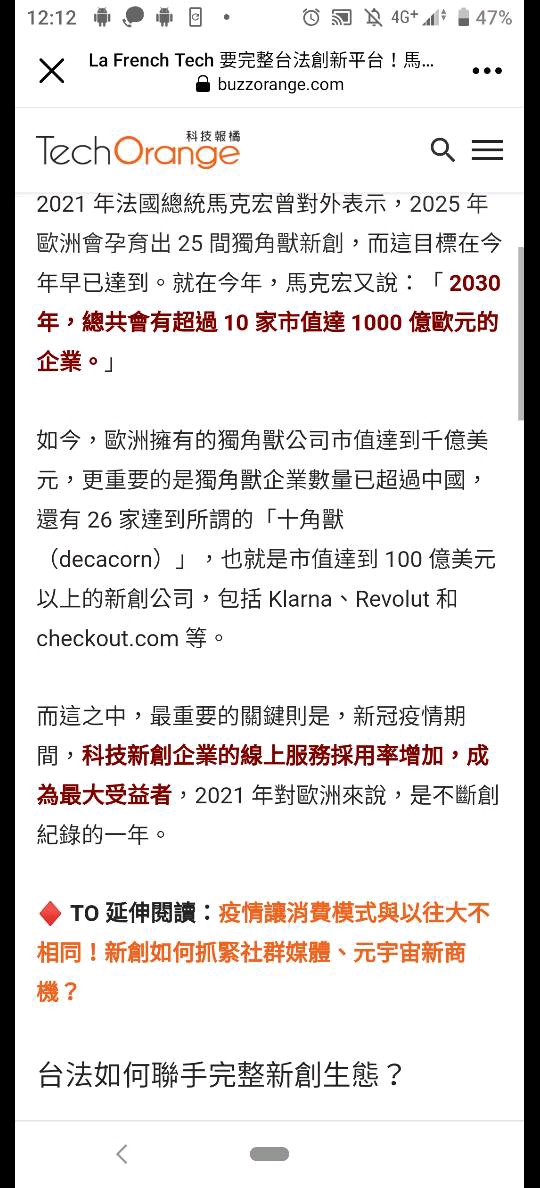 12:12
4G+
47%
La French Tech 要完整台法創新平台！馬...
buzzorange.com
科技報橘
TechOrange
2021 年法國總統馬克宏曾對外表示，2025 年
歐洲會孕育出 25 間獨角獸新創，而這目標在今
年早已達到。就在今年，馬克宏又說：「 2030
年，總共會有超過 10 家市值達 1000 億歐元的
企業。」
如今，歐洲擁有的獨角獸公司市值達到千億美
元，更重要的是獨角獸企業數量已超過中國，
還有 26 家達到所謂的「十角獸
（decacorn）」，也就是市值達到 100 億美元
以上的新創公司，包括 Klarna、Revolut 和
checkout.com 等。
而這之中，最重要的關鍵則是，新冠疫情期
間，科技新創企業的線上服務採用率增加，成
為最大受益者，2021 年對歐洲來說，是不斷創
紀錄的一年。
TO 延伸閱讀：疫情讓消費模式與以往大不
相同！新創如何抓緊社群媒體、元宇宙新商
機？
台法如何聯手完整新創生態？